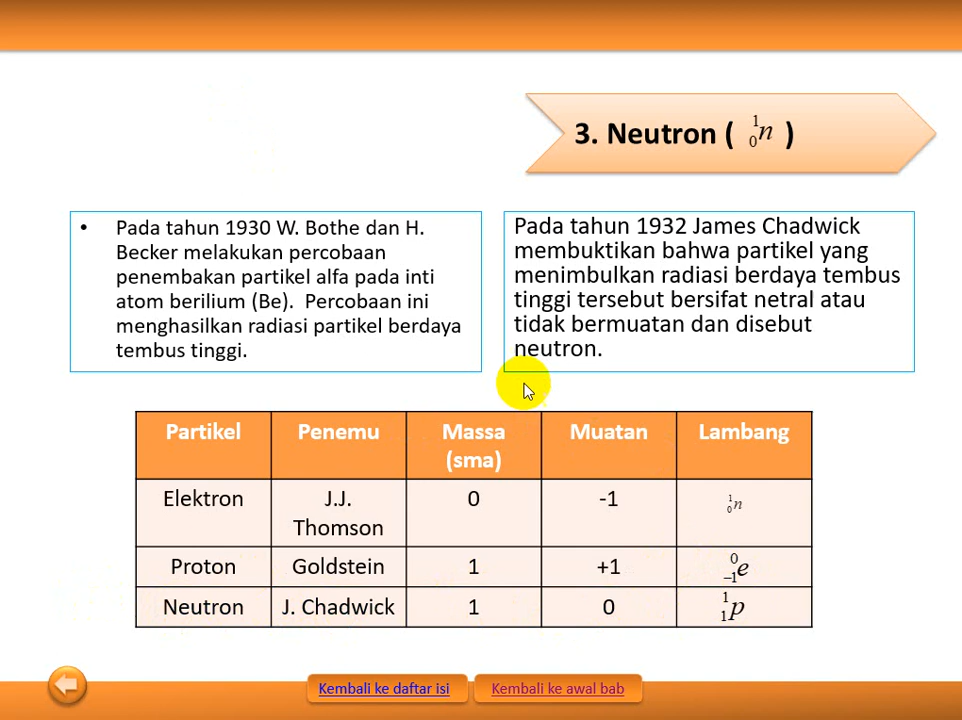 3. Neutron ( ¹₀n )
• Pada tahun 1930 W. Bothe dan H.
Becker melakukan percobaan
penembakan partikel alfa pada inti
atom berilium (Be). Percobaan ini
menghasilkan radiasi partikel berdaya
tembus tinggi.
Pada tahun 1932 James Chadwick
membuktikan bahwa partikel yang
menimbulkan radiasi berdaya tembus
tinggi tersebut bersifat netral atau
tidak bermuatan dan disebut
neutron.
Partikel Penemu Massa (sma) Muatan Lambang
Elektron J.J. Thomson 0 -1 ¹₀n
Proton Goldstein 1 +1 ⁰₋₁e
Neutron J. Chadwick 1 0 ¹₁p
Kembali ke daftar isi
Kembali ke awal bab